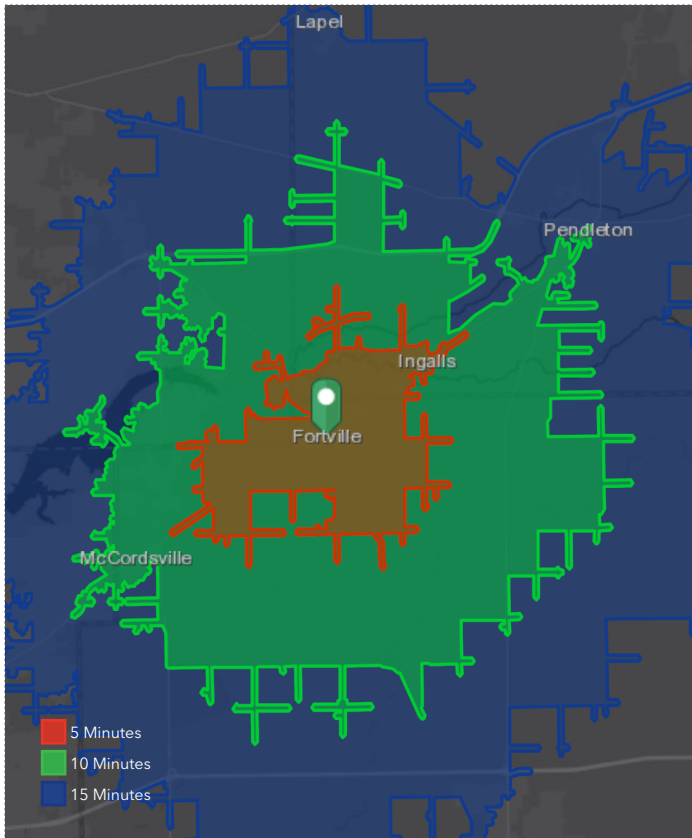 Lapel
Pendleton
Ingalls
Fortville
McCordsville
5 Minutes
10 Minutes
15 Minutes